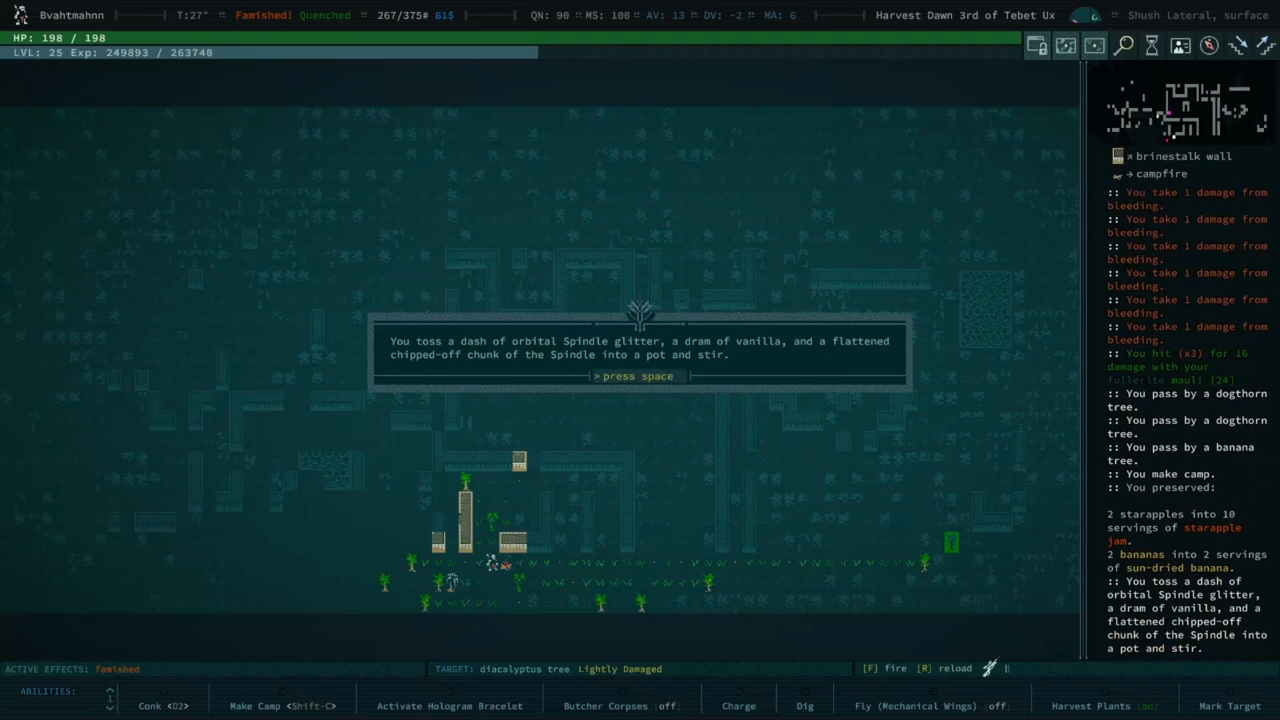 Bvahtmahnn T:27° Famished! Quenched 267/375# 61$ QN: 90 MS: 100 AV: 13 DV: -2 MA: 6 Harvest Dawn 3rd of Tebet Ux Shush Lateral, surface
HP: 198 / 198
LVL: 25 Exp: 249893 / 263740
brinestalk wall
campfire
:: You take 1 damage from
bleeding.
:: You take 1 damage from
bleeding.
:: You take 1 damage from
bleeding.
:: You take 1 damage from
bleeding.
:: You take 1 damage from
bleeding.
:: You take 1 damage from
bleeding.
:: You hit (x3) for 16
damage with your
fullerite maul! [24]
:: You pass by a dogthorn
tree.
:: You pass by a dogthorn
tree.
:: You pass by a banana
tree.
:: You make camp.
:: You preserved:
2 starapples into 10
servings of starapple
jam.
2 bananas into 2 servings
of sun-dried banana.
:: You toss a dash of
orbital Spindle glitter,
a dram of vanilla, and a
flattened chipped-off
chunk of the Spindle into
a pot and stir.
You toss a dash of orbital Spindle glitter, a dram of vanilla, and a flattened
chipped-off chunk of the Spindle into a pot and stir.
> press space
ACTIVE EFFECTS: famished TARGET: diacalyptus tree Lightly Damaged [F] fire [R] reload
ABILITIES: 1 Conk <02> Make Camp <Shift-C> Activate Hologram Bracelet Butcher Corpses [off] Charge Dig Fly (Mechanical Wings) [off] Harvest Plants [on] Mark Target